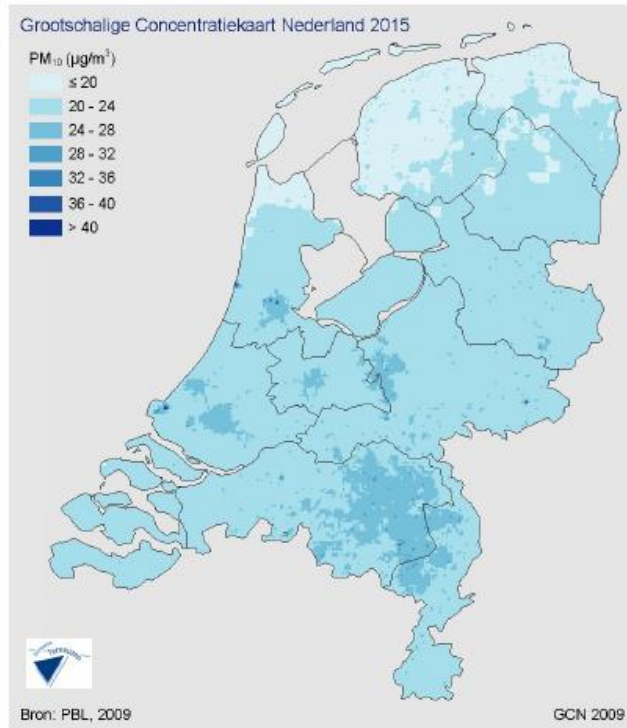 Grootschalige Concentratiekaart Nederland 2015
PM₁₀ (µg/m³)
≤ 20
20 - 24
24 - 28
28 - 32
32 - 36
36 - 40
> 40
Bron: PBL, 2009
GCN 2009